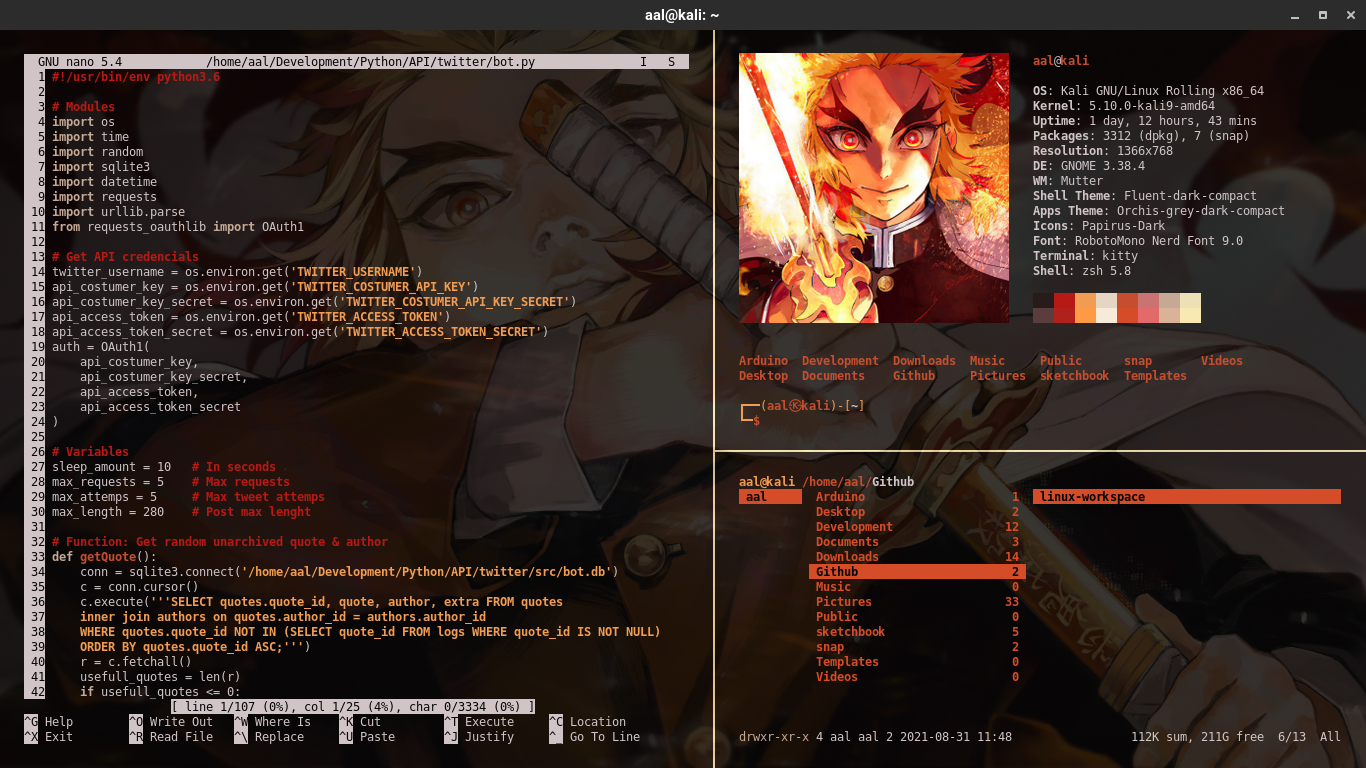 aal@kali: ~
GNU nano 5.4 /home/aal/Development/Python/API/twitter/bot.py I S
1 #!/usr/bin/env python3.6
2
3 # Modules
4 import os
5 import time
6 import random
7 import sqlite3
8 import datetime
9 import requests
10 import urllib.parse
11 from requests_oauthlib import OAuth1
12
13 # Get API credencials
14 twitter_username = os.environ.get('TWITTER_USERNAME')
15 api_costumer_key = os.environ.get('TWITTER_COSTUMER_API_KEY')
16 api_costumer_key_secret = os.environ.get('TWITTER_COSTUMER_API_KEY_SECRET')
17 api_access_token = os.environ.get('TWITTER_ACCESS_TOKEN')
18 api_access_token_secret = os.environ.get('TWITTER_ACCESS_TOKEN_SECRET')
19 auth = OAuth1(
20     api_costumer_key,
21     api_costumer_key_secret,
22     api_access_token,
23     api_access_token_secret
24 )
25
26 # Variables
27 sleep_amount = 10   # In seconds
28 max_requests = 5    # Max requests
29 max_attemps = 5     # Max tweet attemps
30 max_length = 280    # Post max lenght
31
32 # Function: Get random unarchived quote & author
33 def getQuote():
34     conn = sqlite3.connect('/home/aal/Development/Python/API/twitter/src/bot.db')
35     c = conn.cursor()
36     c.execute('''SELECT quotes.quote_id, quote, author, extra FROM quotes
37     inner join authors on quotes.author_id = authors.author_id
38     WHERE quotes.quote_id NOT IN (SELECT quote_id FROM logs WHERE quote_id IS NOT NULL)
39     ORDER BY quotes.quote_id ASC;''')
40     r = c.fetchall()
41     usefull_quotes = len(r)
42     if usefull_quotes <= 0:
[ line 1/107 (0%), col 1/25 (4%), char 0/3334 (0%) ]
^G Help ^O Write Out ^W Where Is ^K Cut ^T Execute ^C Location
^X Exit ^R Read File ^\ Replace ^U Paste ^J Justify ^_ Go To Line
aal@kali
OS: Kali GNU/Linux Rolling x86_64
Kernel: 5.10.0-kali9-amd64
Uptime: 1 day, 12 hours, 43 mins
Packages: 3312 (dpkg), 7 (snap)
Resolution: 1366x768
DE: GNOME 3.38.4
WM: Mutter
Shell Theme: Fluent-dark-compact
Apps Theme: Orchis-grey-dark-compact
Icons: Papirus-Dark
Font: RobotoMono Nerd Font 9.0
Terminal: kitty
Shell: zsh 5.8
Arduino Development Downloads Music Public snap Videos
Desktop Documents Github Pictures sketchbook Templates
┌──(aal㉿kali)-[~]
└─$
aal@kali /home/aal/Github
aal Arduino 1 linux-workspace
Desktop 2
Development 12
Documents 3
Downloads 14
Github 2
Music 0
Pictures 33
Public 0
sketchbook 5
snap 2
Templates 0
Videos 0
drwxr-xr-x 4 aal aal 2 2021-08-31 11:48 112K sum, 211G free 6/13 All